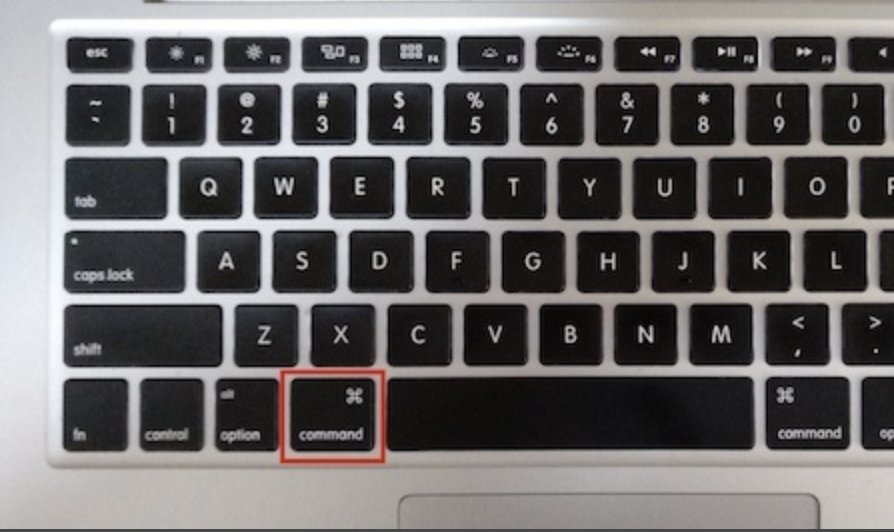 esc F1 F2 F3 F4 F5 F6 F7 F8 F9
~ ! @ # $ % ^ & * ( )
` 1 2 3 4 5 6 7 8 9 0
tab Q W E R T Y U I O
caps lock A S D F G H J K L
shift Z X C V B N M < >
, .
alt ⌘ ⌘
fn control option command command op